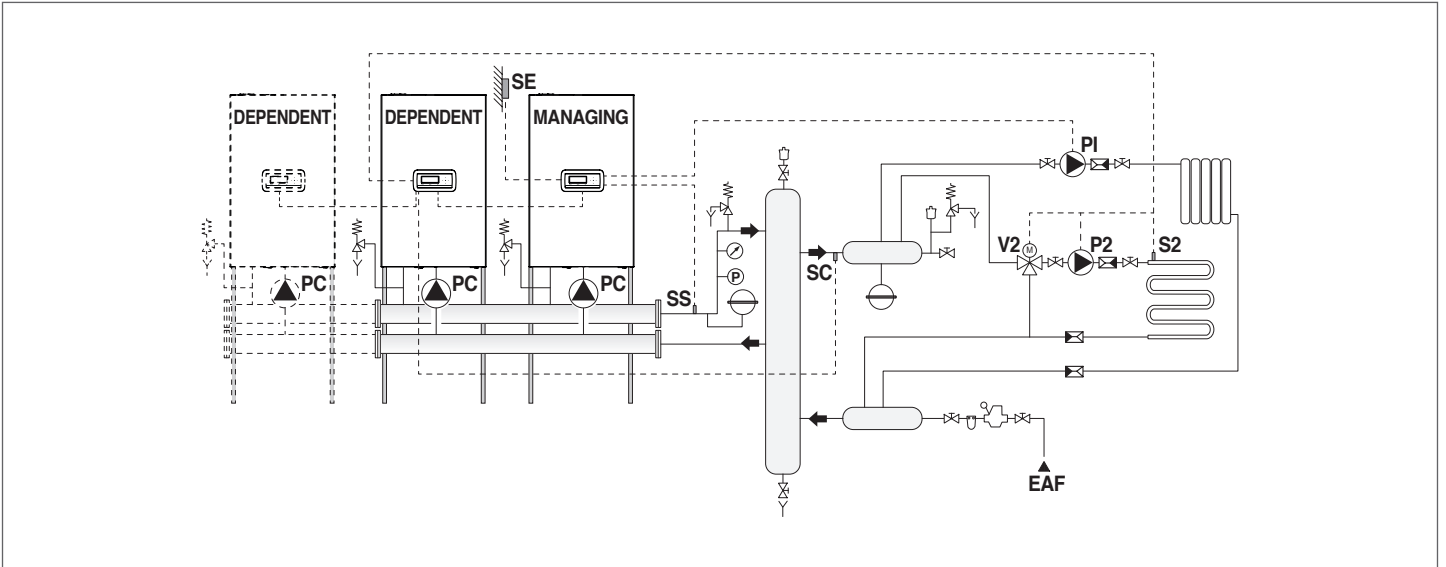 SE
DEPENDENT
DEPENDENT
MANAGING
PI
V2
M
P2
S2
SC
PC
PC
PC
SS
P
EAF